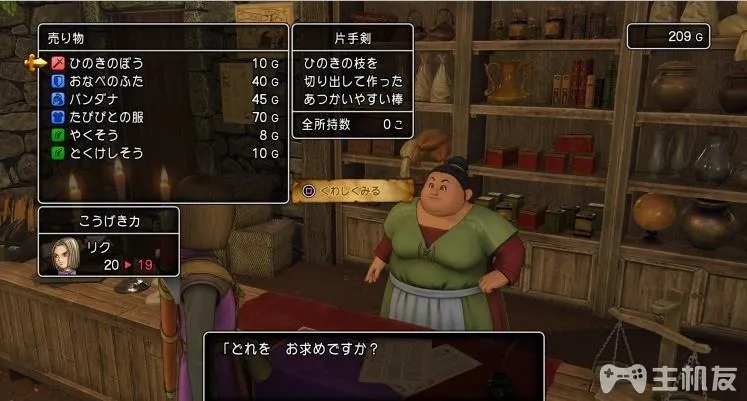 売り物
ひのきのぼう 10 G
おなべのふた 40 G
バンダナ 45 G
たびびとの服 70 G
やくそう 8 G
とくけしそう 10 G
片手剣
ひのきの枝を
切り出して作った
あつかいやすい棒
全所持数 0こ
209 G
くわしくみる
こうげき力
リク
20 ▶ 19
「どれを お求めですか?
主机友